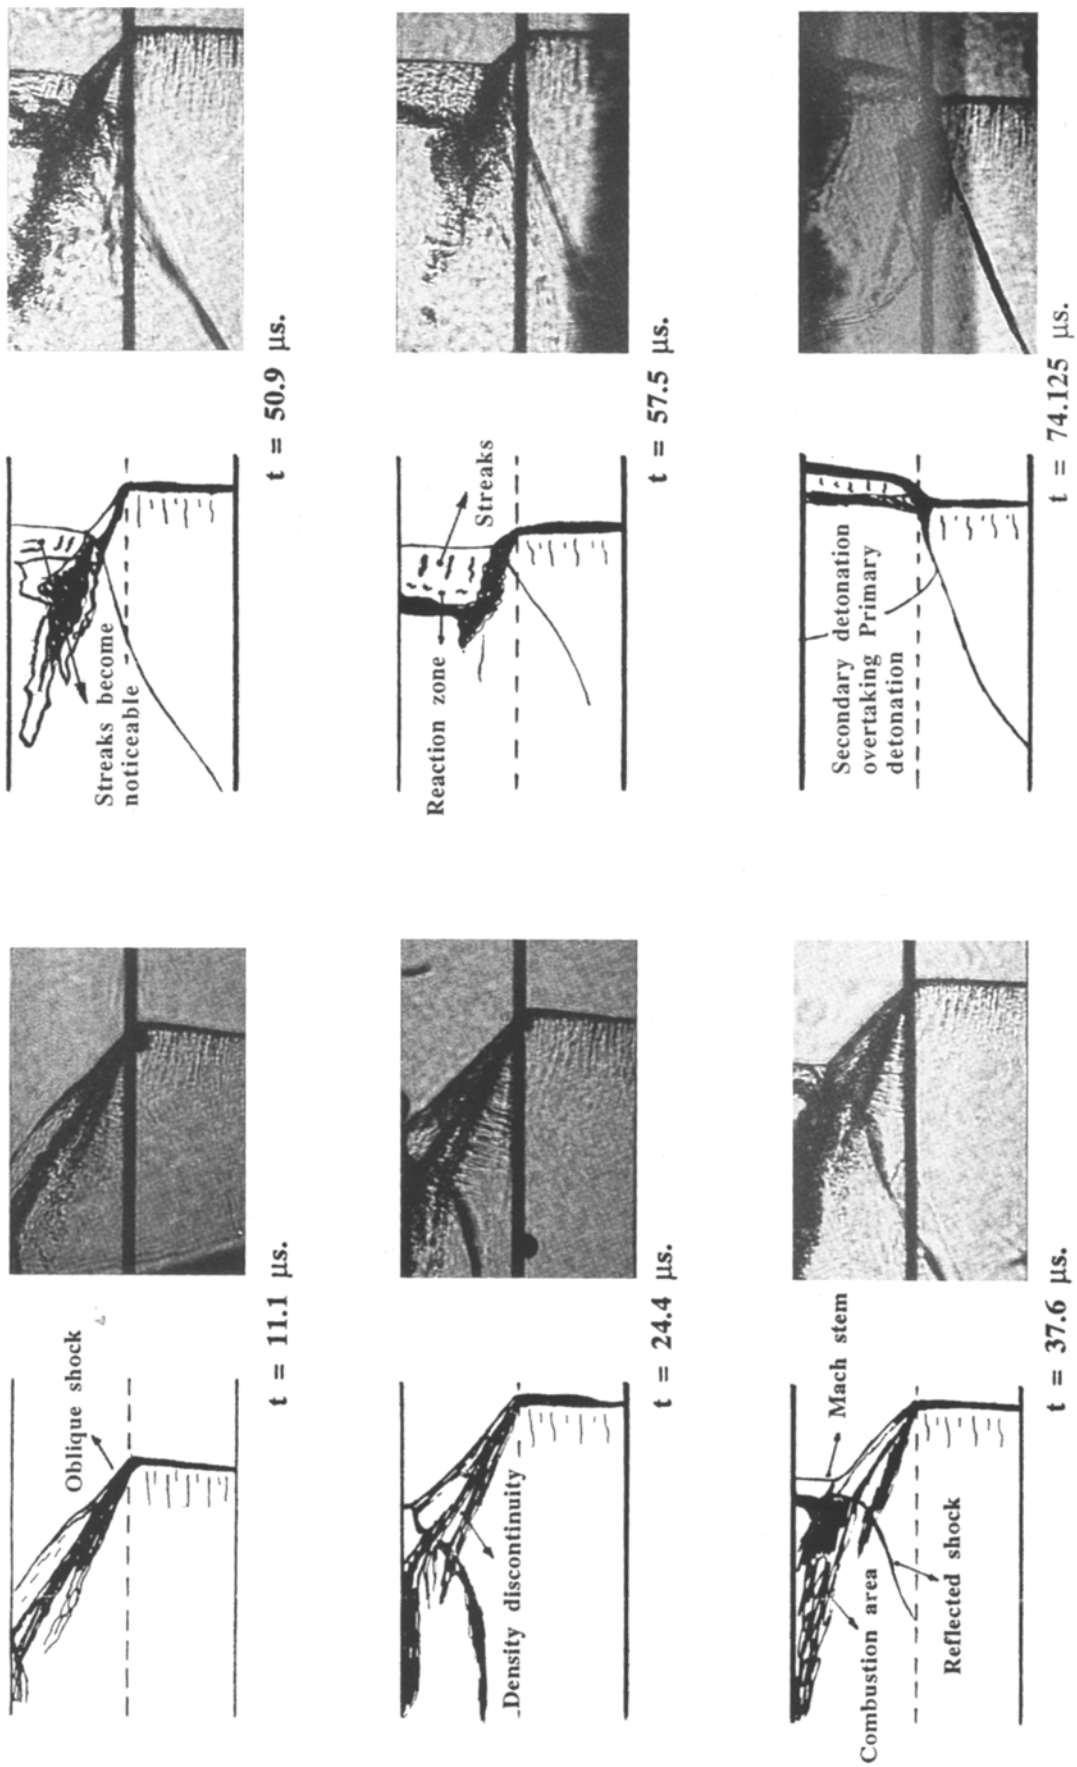 Oblique shock
t = 11.1 μs.
Density discontinuity
t = 24.4 μs.
Mach stem
Combustion area
Reflected shock
t = 37.6 μs.
Streaks become
noticeable
t = 50.9 μs.
Streaks
Reaction zone
t = 57.5 μs.
Secondary detonation
overtaking Primary
detonation
t = 74.125 μs.